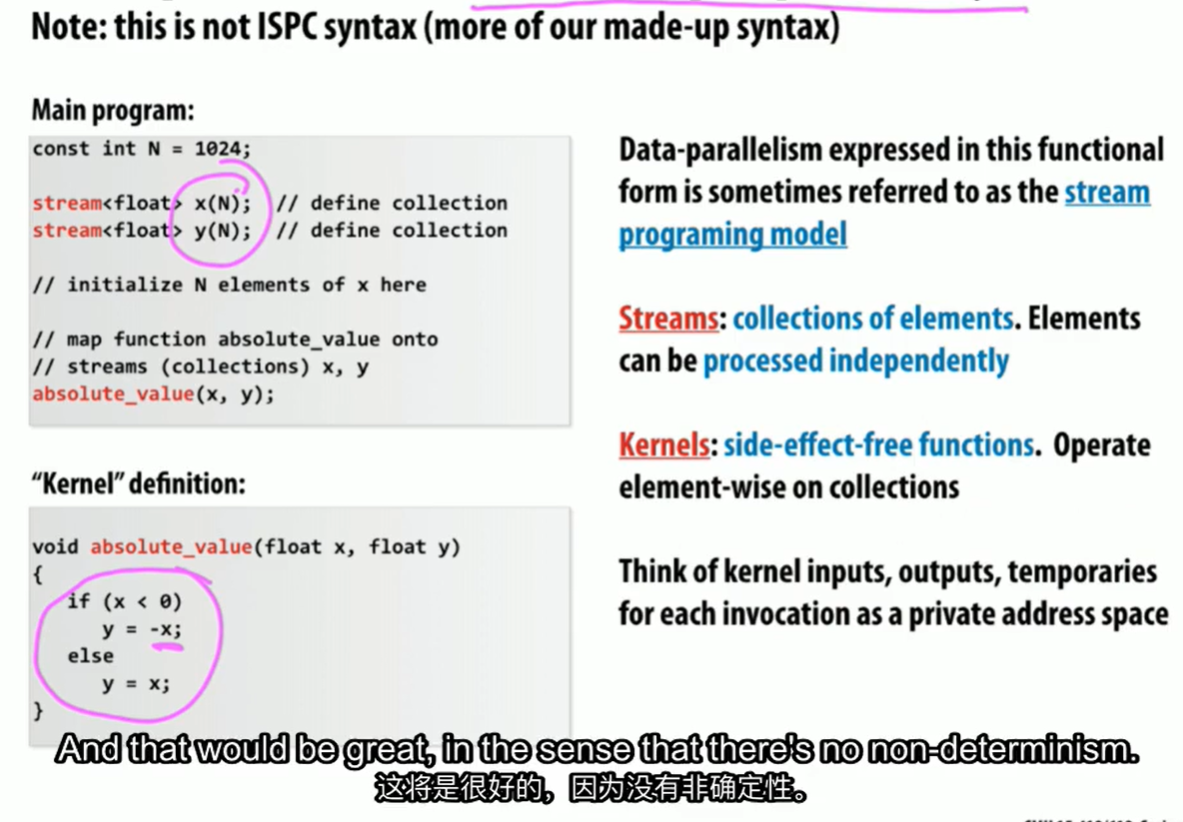 Note: this is not ISPC syntax (more of our made-up syntax)
Main program:
const int N = 1024;
stream<float> x(N); // define collection
stream<float> y(N); // define collection
// initialize N elements of x here
// map function absolute_value onto
// streams (collections) x, y
absolute_value(x, y);
“Kernel” definition:
void absolute_value(float x, float y)
{
if (x < 0)
y = -x;
else
y = x;
}
Data-parallelism expressed in this functional
form is sometimes referred to as the stream
programing model
Streams: collections of elements. Elements
can be processed independently
Kernels: side-effect-free functions. Operate
element-wise on collections
Think of kernel inputs, outputs, temporaries
for each invocation as a private address space
And that would be great, in the sense that there's no non-determinism.
这将是很好的，因为没有非确定性。